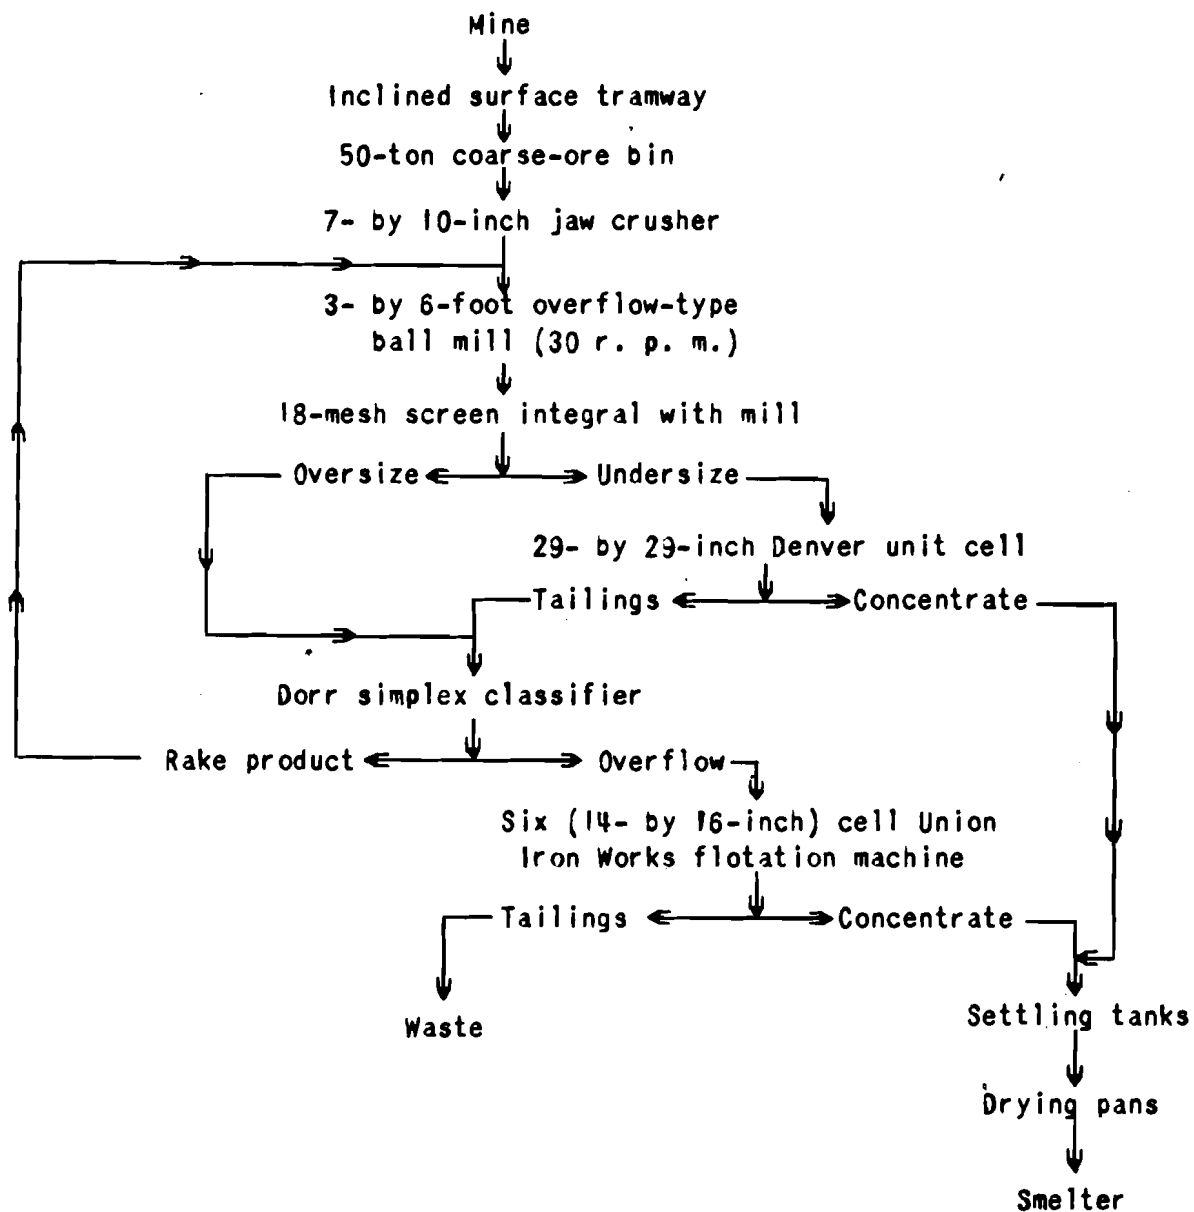 Mine
Inclined surface tramway
50-ton coarse-ore bin
7- by 10-inch jaw crusher
3- by 6-foot overflow-type
ball mill (30 r. p. m.)
18-mesh screen integral with mill
Oversize Undersize
29- by 29-inch Denver unit cell
Tailings Concentrate
Dorr simplex classifier
Rake product Overflow
Six (14- by 16-inch) cell Union
Iron Works flotation machine
Tailings Concentrate
Waste
Settling tanks
Drying pans
Smelter